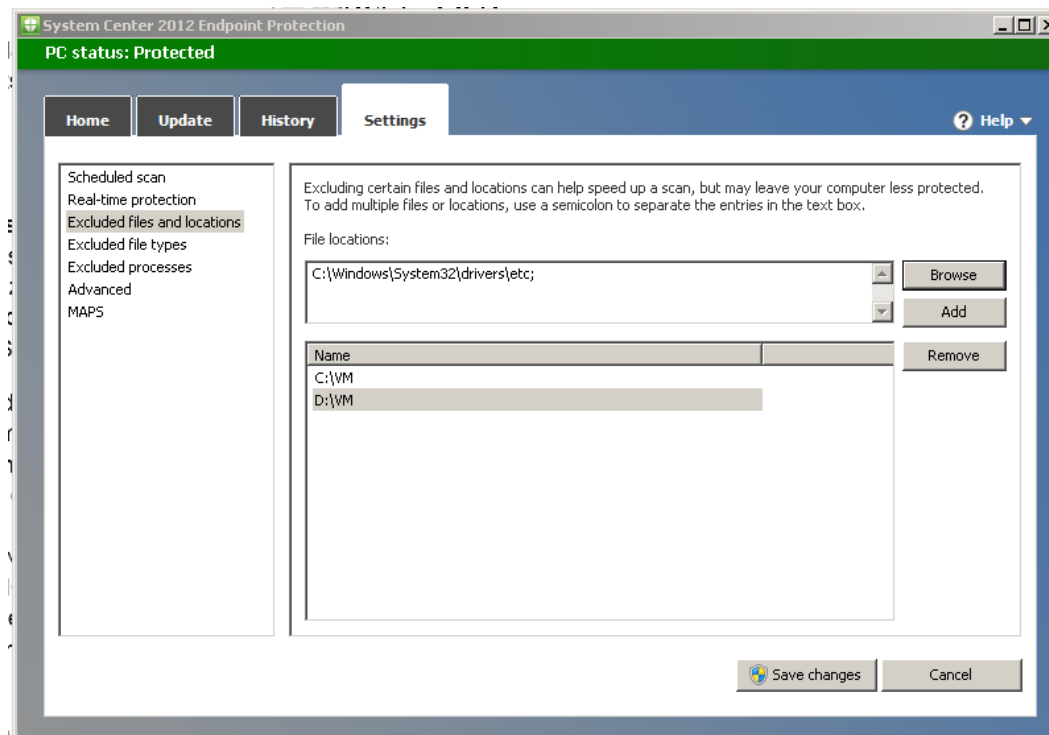 System Center 2012 Endpoint Protection
PC status: Protected
Home
Update
History
Settings
Help
Scheduled scan
Real-time protection
Excluded files and locations
Excluded file types
Excluded processes
Advanced
MAPS
Excluding certain files and locations can help speed up a scan, but may leave your computer less protected.
To add multiple files or locations, use a semicolon to separate the entries in the text box.
File locations:
C:\Windows\System32\drivers\etc;
Browse
Add
Name
Remove
C:\VM
D:\VM
Save changes
Cancel